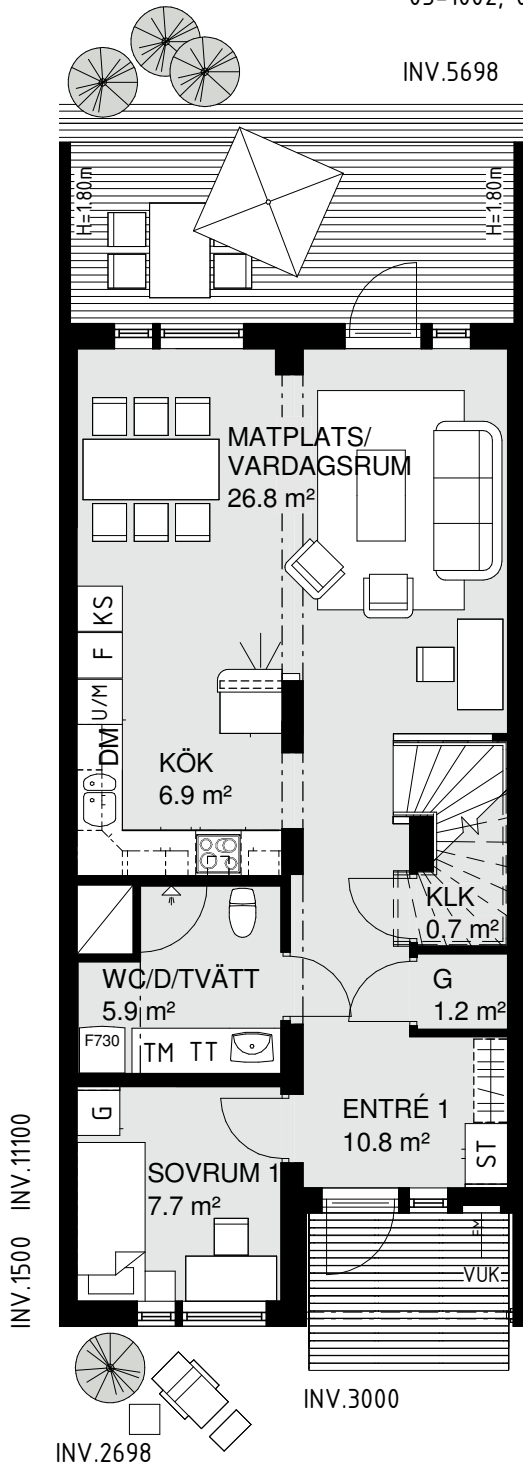 INV.5698
H=1.80m
H=1.80m
MATPLATS/
VARDAGSRUM
26.8 m²
KS
F
U/M
DM
KÖK
6.9 m²
KLK
0.7 m²
WC/D/TVÄTT
5.9 m²
G
1.2 m²
F730
TM TT
G
ENTRÉ 1
10.8 m²
ST
SOVRUM 1
7.7 m²
INV.11100
INV.1500
VUK
INV.3000
INV.2698